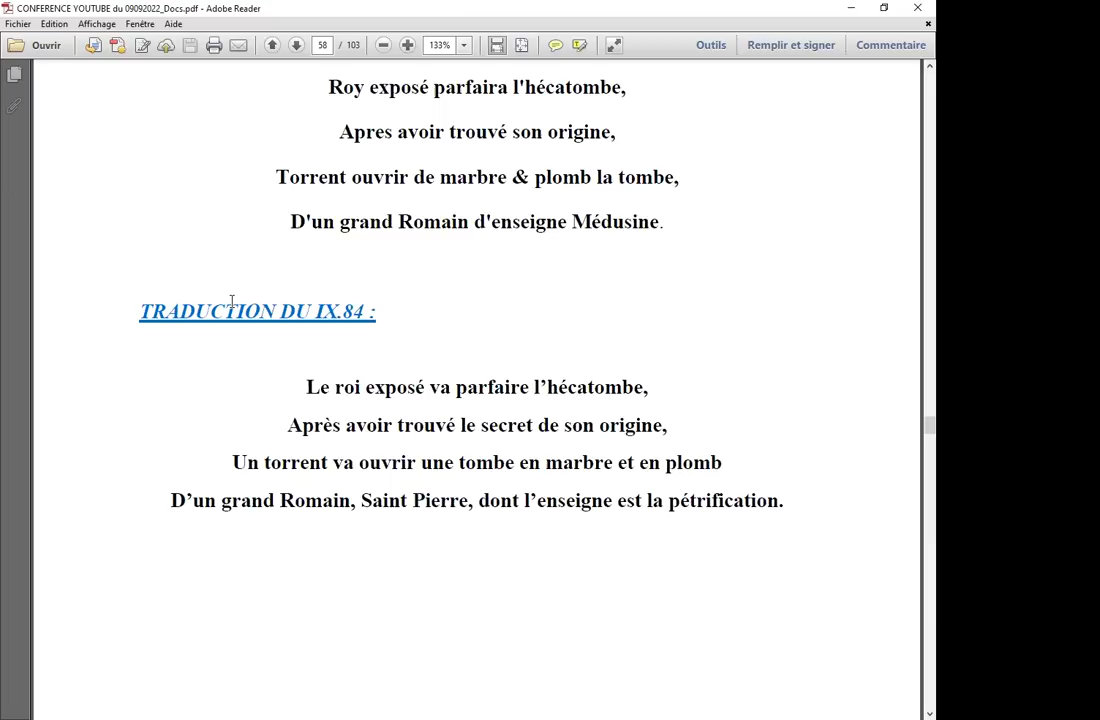 CONFERENCE YOUTUBE du 09092022_Docs.pdf - Adobe Reader
Fichier Edition Affichage Fenêtre Aide
Ouvrir 58 / 103 133% Outils Remplir et signer Commentaire
Roy exposé parfaira l'hécatombe,
Apres avoir trouvé son origine,
Torrent ouvrir de marbre & plomb la tombe,
D'un grand Romain d'enseigne Médusine.
TRADUCTION DU IX.84 :
Le roi exposé va parfaire l’hécatombe,
Après avoir trouvé le secret de son origine,
Un torrent va ouvrir une tombe en marbre et en plomb
D’un grand Romain, Saint Pierre, dont l’enseigne est la pétrification.